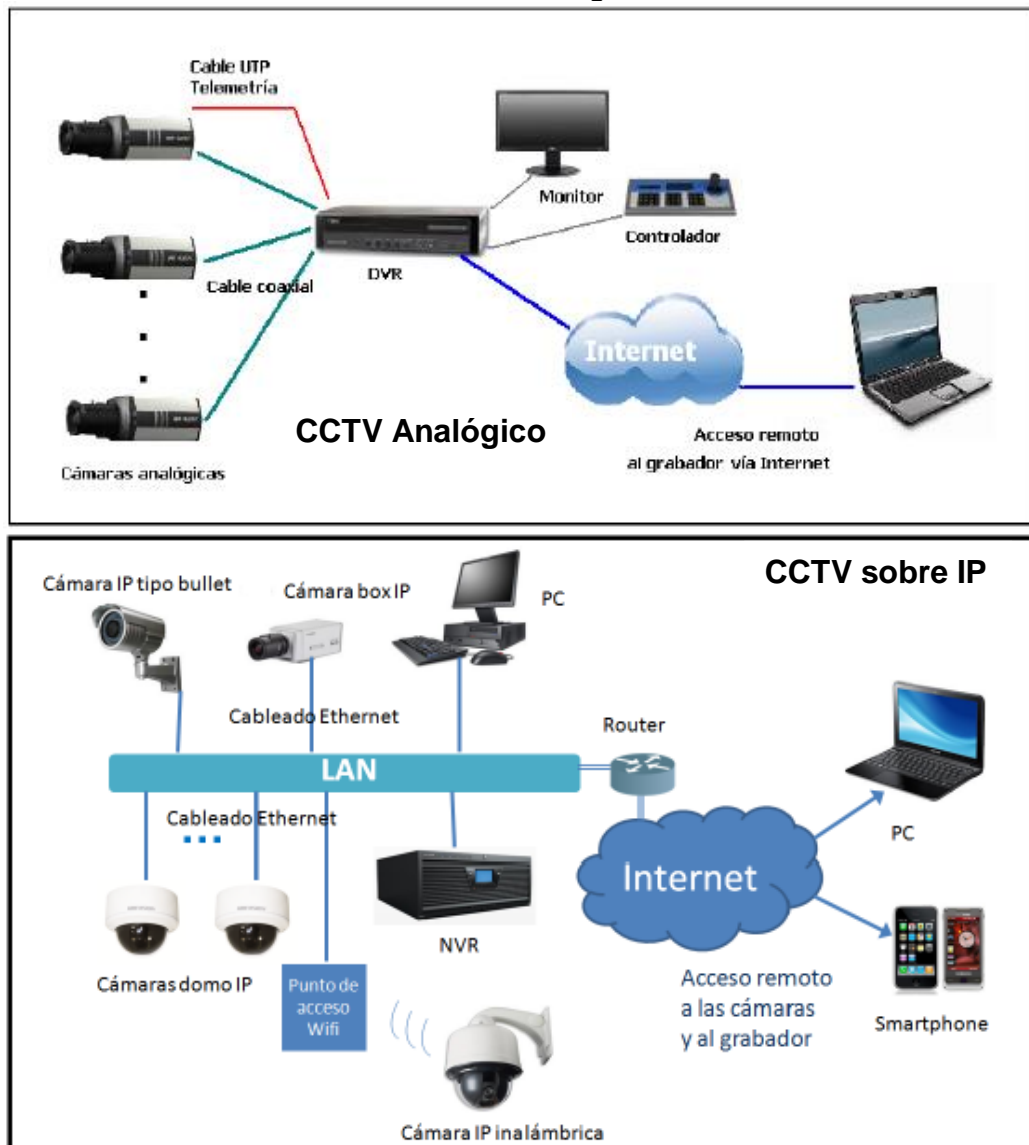 Cable UTP
Telemetría
Monitor
Controlador
DVR
Cable coaxial
Internet
CCTV Analógico
Acceso remoto
al grabador vía Internet
Cámaras analógicas
CCTV sobre IP
Cámara IP tipo bullet
Cámara box IP
PC
Cableado Ethernet
Router
LAN
Cableado Ethernet
PC
Internet
NVR
Cámaras domo IP
Punto de
acceso
Wifi
Acceso remoto
a las cámaras
y al grabador
Smartphone
Cámara IP inalámbrica